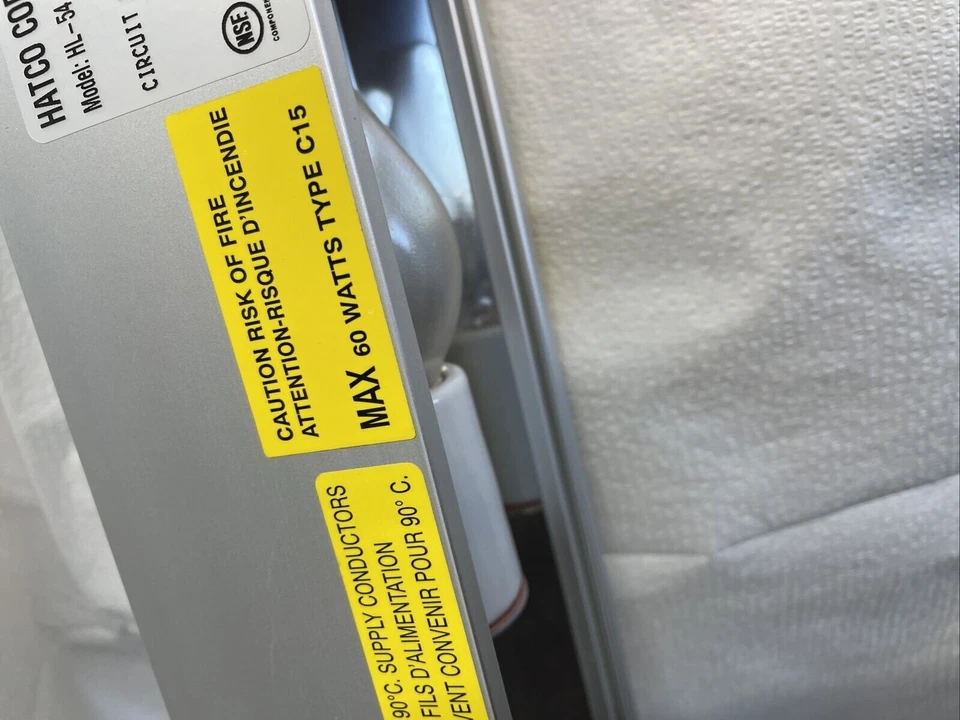 HATCO CO
Model: HL-54
CIRCUIT
NSF
COMPONE
CAUTION RISK OF FIRE
ATTENTION-RISQUE D'INCENDIE
MAX 60 WATTS TYPE C15
90°C. SUPPLY CONDUCTORS
FILS D'ALIMENTATION
VENT CONVENIR POUR 90° C.